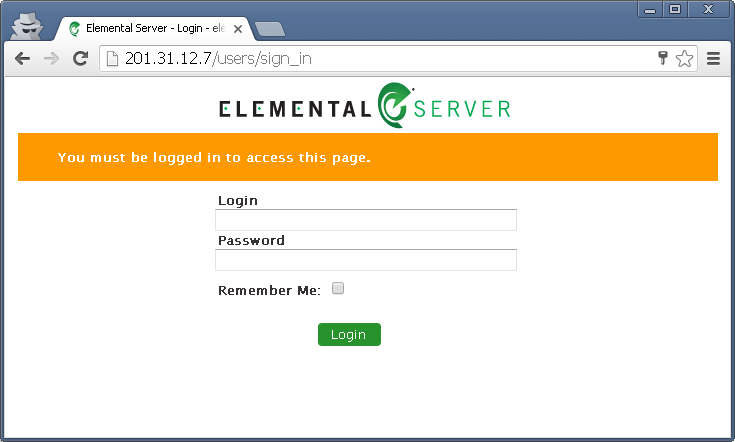 Elemental Server - Login - ele
201.31.12.7/users/sign_in
ELEMENTAL SERVER
You must be logged in to access this page.
Login
Password
Remember Me:
Login